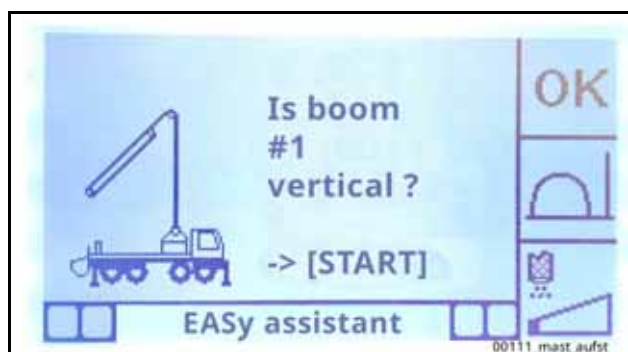 Is boom
#1
vertical ?
-> [START]
OK
EASy assistant
00111 mast aufst